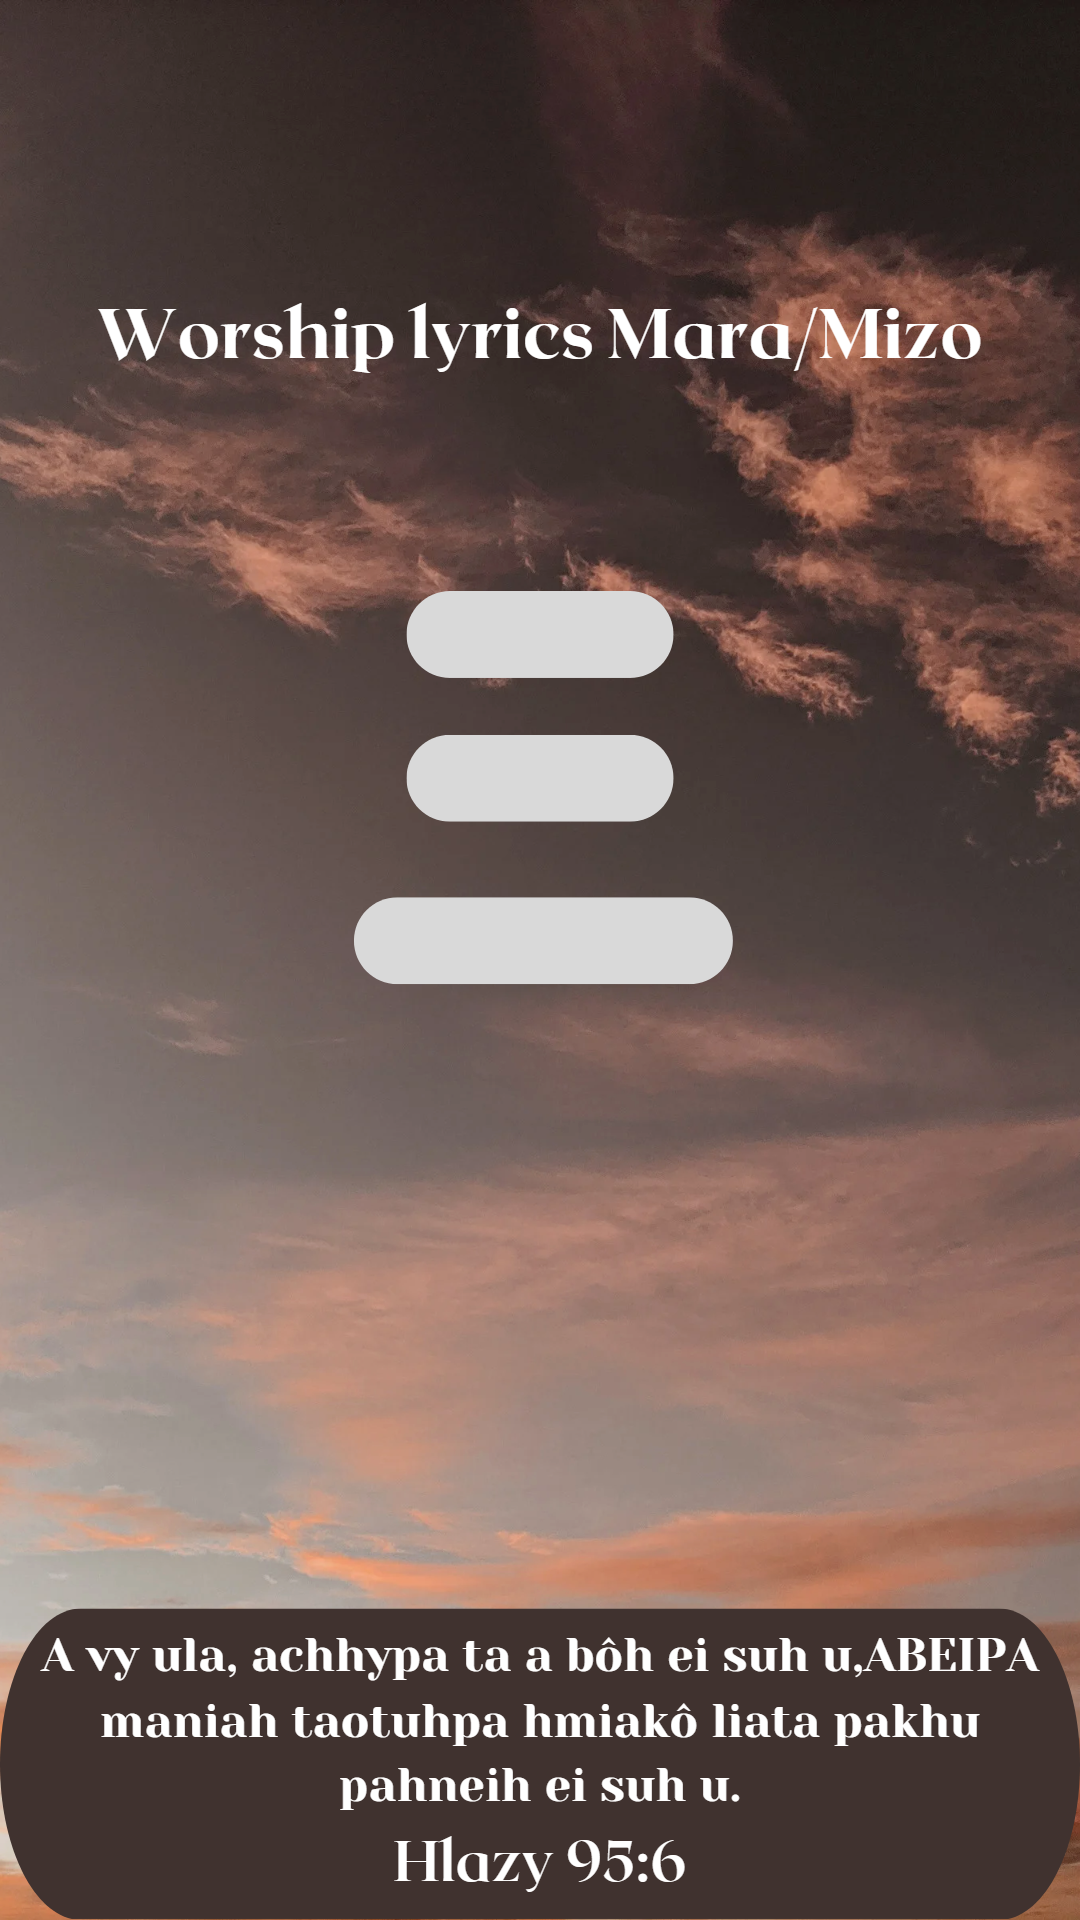 Worship lyrics Mara/Mizo
A vy ula, achhypa ta a bôh ei suh u,ABEIPA
maniah taotuhpa hmiakô liata pakhu
pahneih ei suh u.
Hlazy 95:6